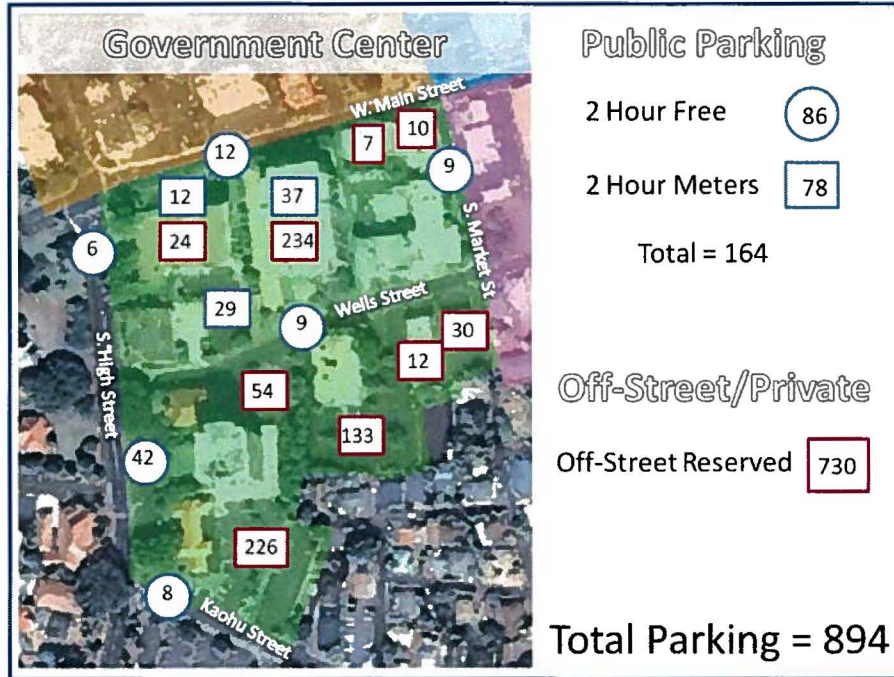 Government Center
W. Main Street
7
10
12
9
12
37
24
234
6
S. Market St
29
9
Wells Street
30
12
S. High Street
54
133
42
226
8
Kaohu Street
Public Parking
2 Hour Free 86
2 Hour Meters 78
Total = 164
Off-Street/Private
Off-Street Reserved 730
Total Parking = 894